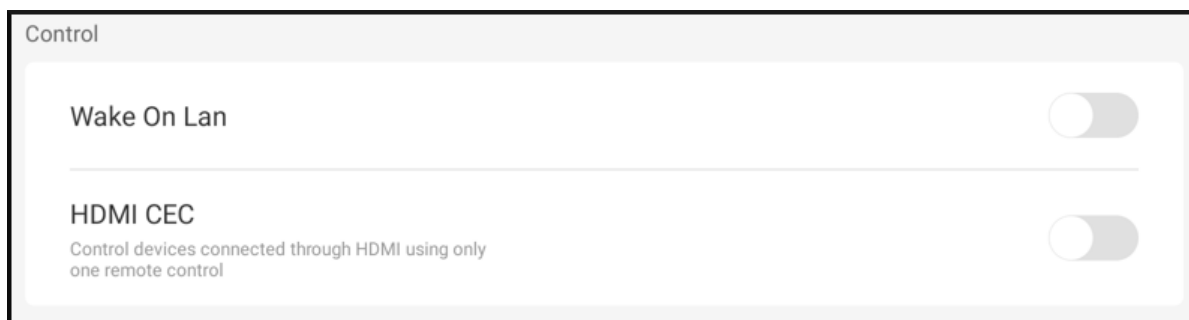 Control
Wake On Lan
HDMI CEC
Control devices connected through HDMI using only
one remote control